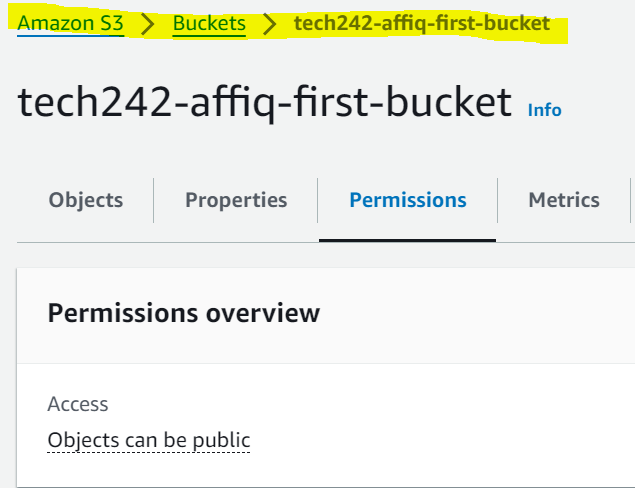 Amazon S3 > Buckets > tech242-affiq-first-bucket
tech242-affiq-first-bucket Info
Objects Properties Permissions Metrics
Permissions overview
Access
Objects can be public